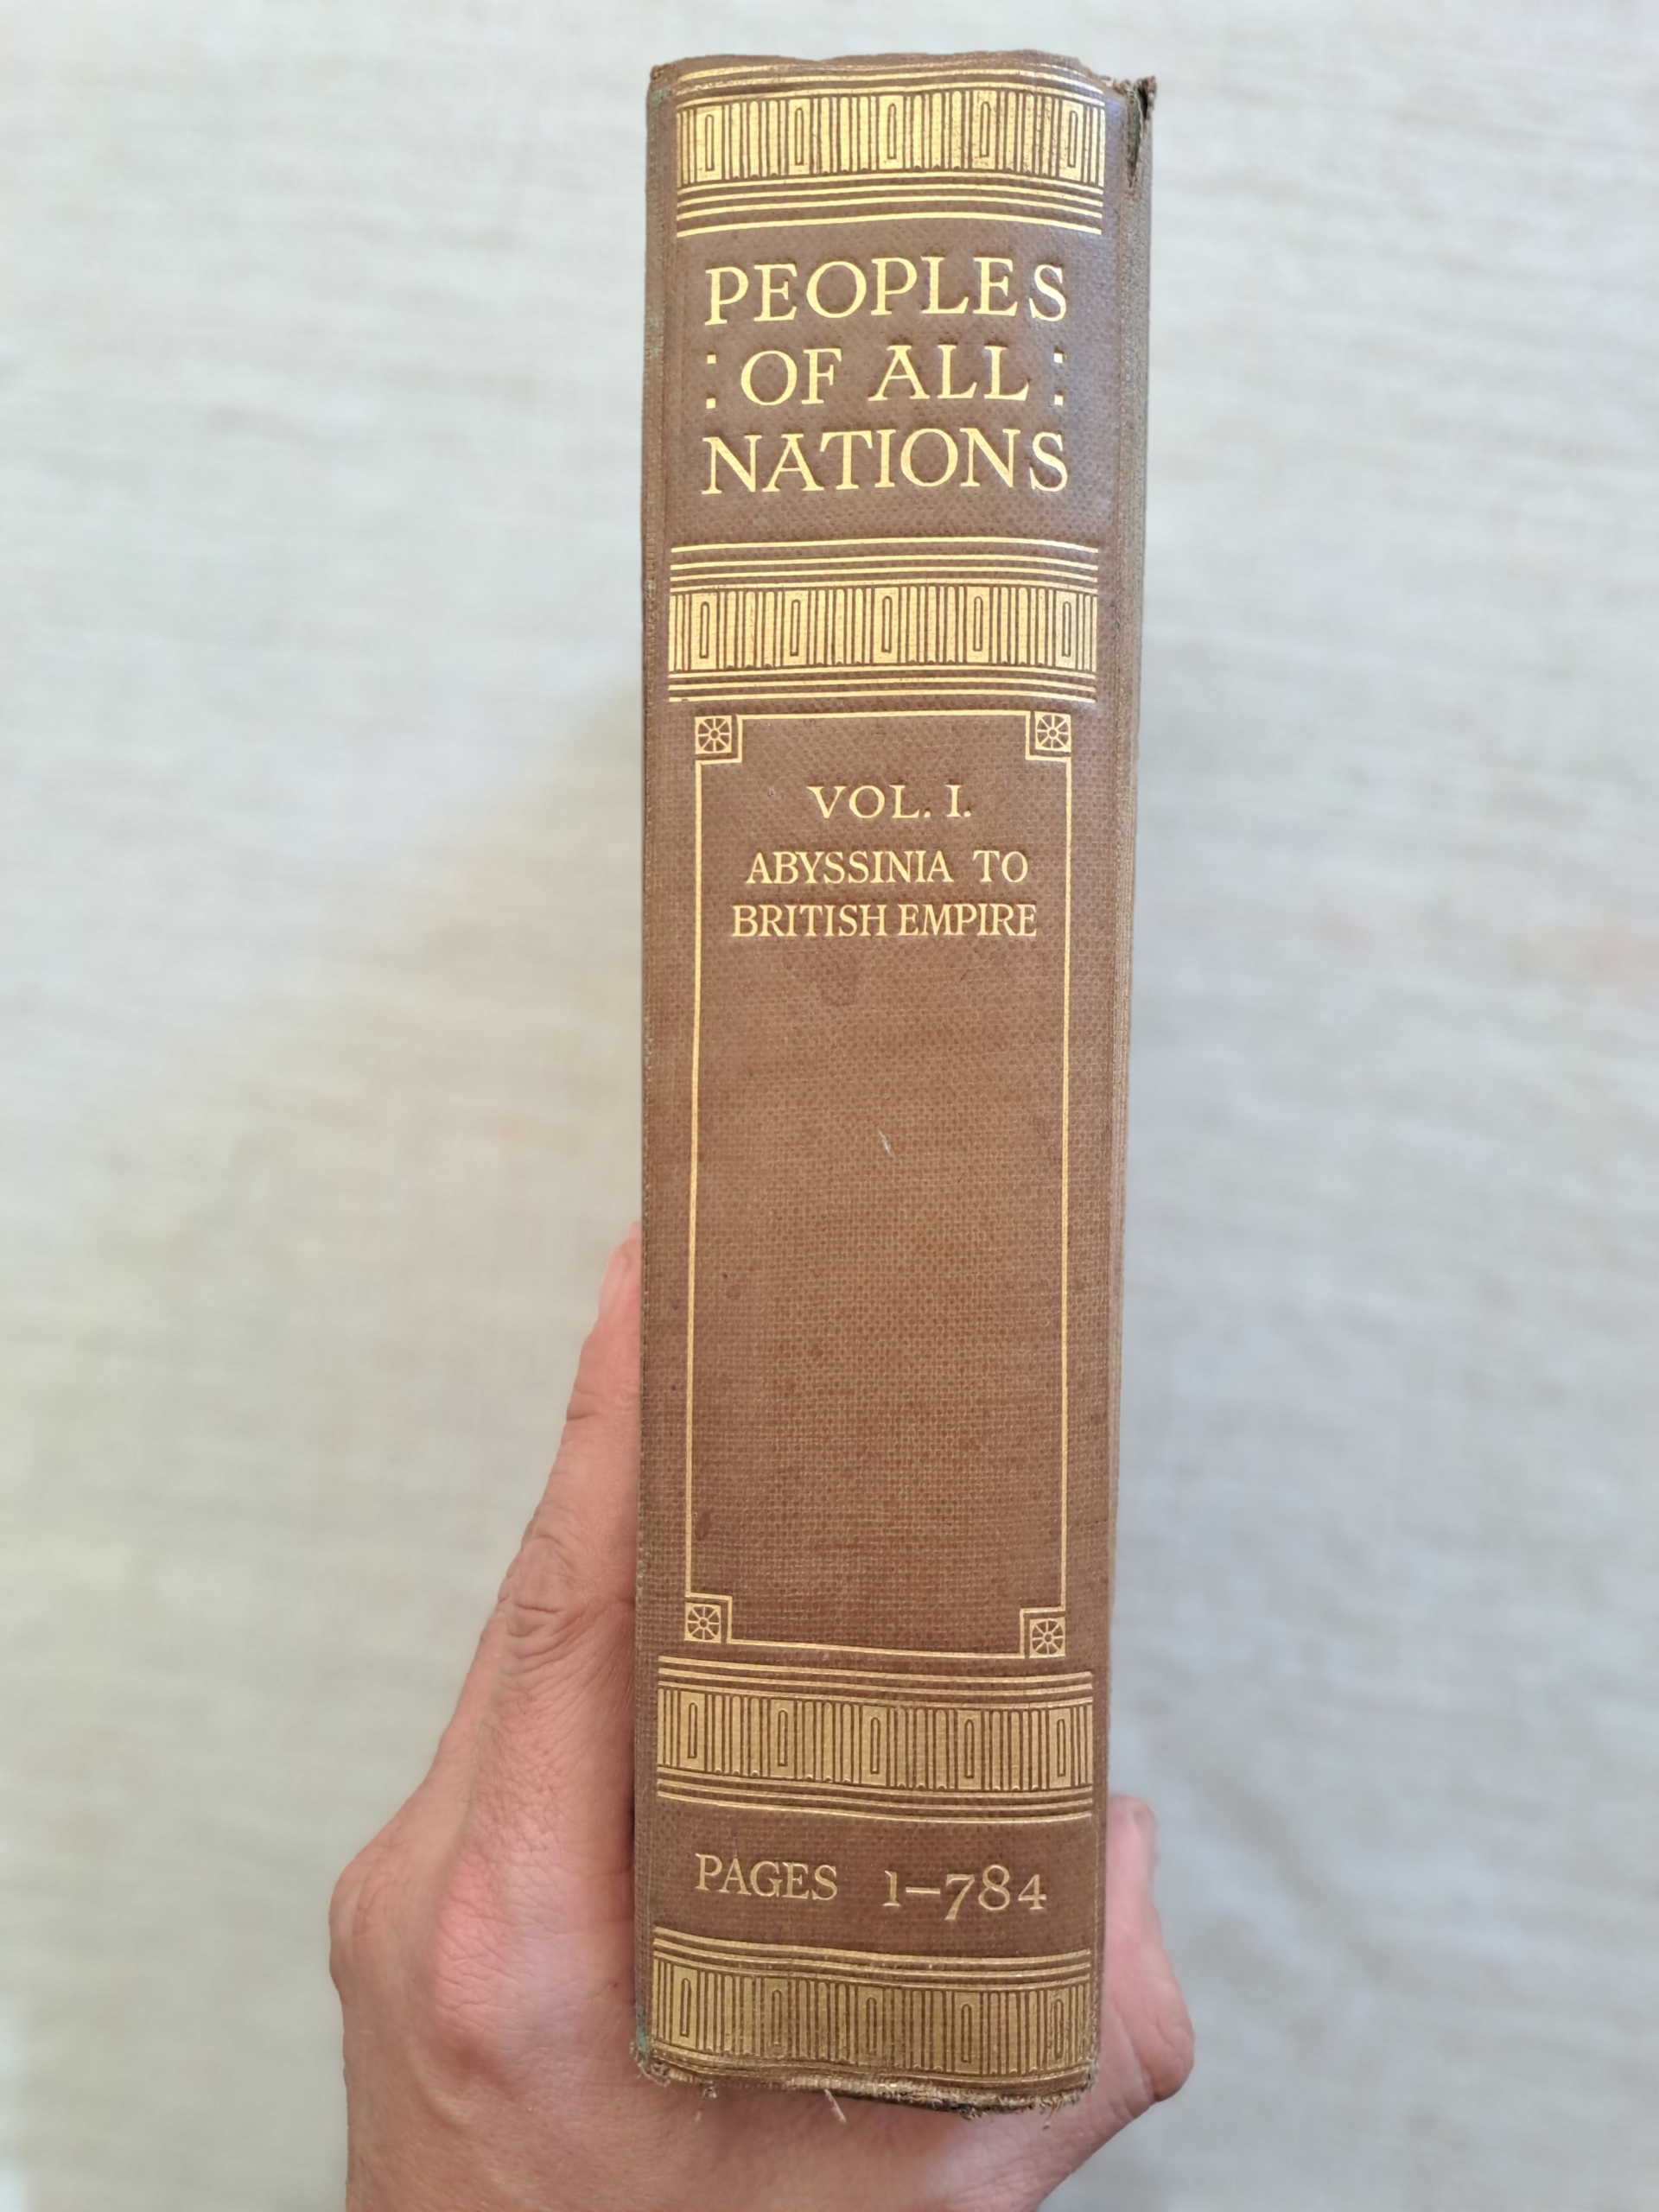 PEOPLES
: OF ALL :
NATIONS
VOL. I.
ABYSSINIA TO
BRITISH EMPIRE
PAGES 1–784